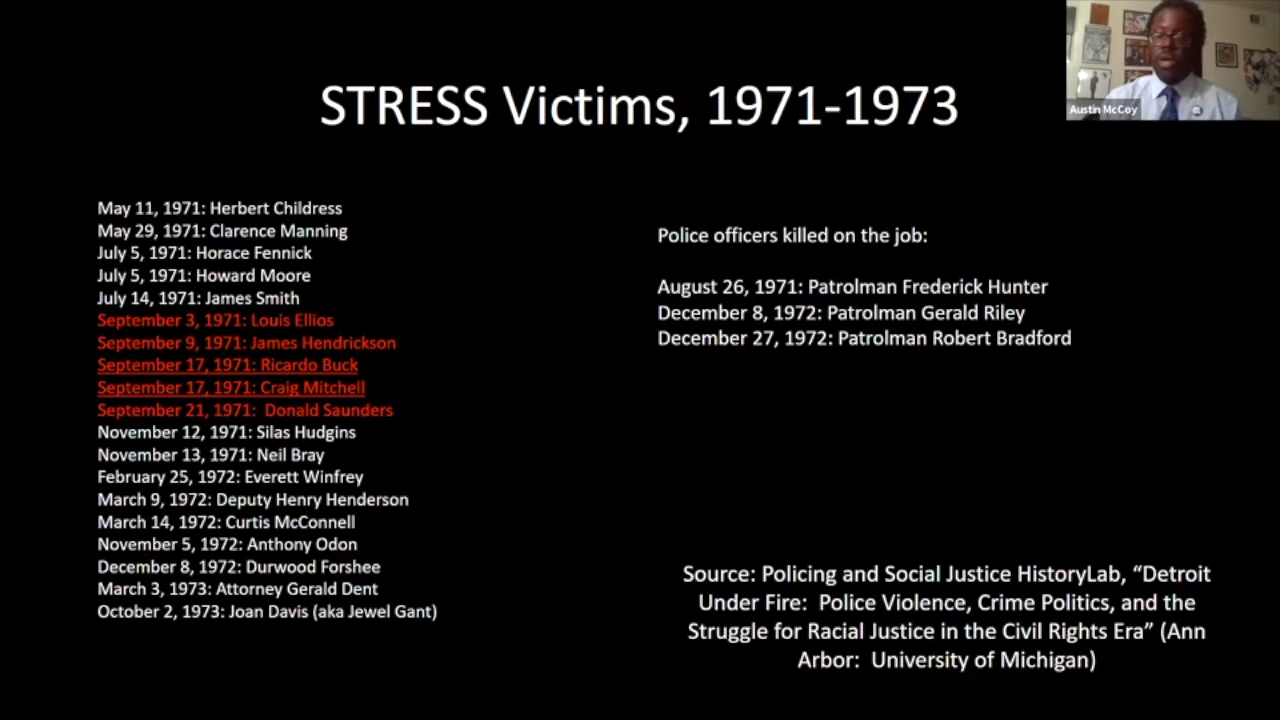 STRESS Victims, 1971-1973
Austin McCoy
May 11, 1971: Herbert Childress
May 29, 1971: Clarence Manning
July 5, 1971: Horace Fennick
July 5, 1971: Howard Moore
July 14, 1971: James Smith
September 3, 1971: Louis Ellios
September 9, 1971: James Hendrickson
September 17, 1971: Ricardo Buck
September 17, 1971: Craig Mitchell
September 21, 1971:  Donald Saunders
November 12, 1971: Silas Hudgins
November 13, 1971: Neil Bray
February 25, 1972: Everett Winfrey
March 9, 1972: Deputy Henry Henderson
March 14, 1972: Curtis McConnell
November 5, 1972: Anthony Odon
December 8, 1972: Durwood Forshee
March 3, 1973: Attorney Gerald Dent
October 2, 1973: Joan Davis (aka Jewel Gant)
Police officers killed on the job:
August 26, 1971: Patrolman Frederick Hunter
December 8, 1972: Patrolman Gerald Riley
December 27, 1972: Patrolman Robert Bradford
Source: Policing and Social Justice HistoryLab, “Detroit
Under Fire:  Police Violence, Crime Politics, and the
Struggle for Racial Justice in the Civil Rights Era” (Ann
Arbor:  University of Michigan)